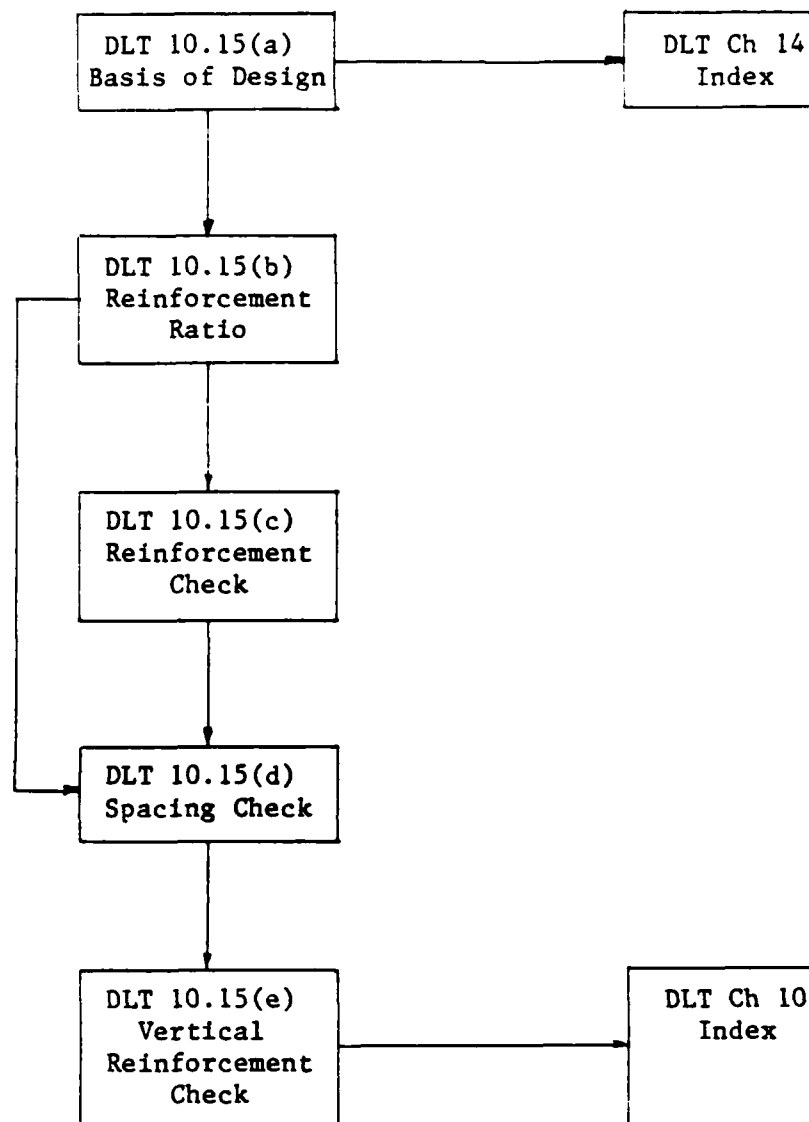 DLT 10.15(a)
Basis of Design
DLT Ch 14
Index
DLT 10.15(b)
Reinforcement
Ratio
DLT 10.15(c)
Reinforcement
Check
DLT 10.15(d)
Spacing Check
DLT 10.15(e)
Vertical
Reinforcement
Check
DLT Ch 10
Index